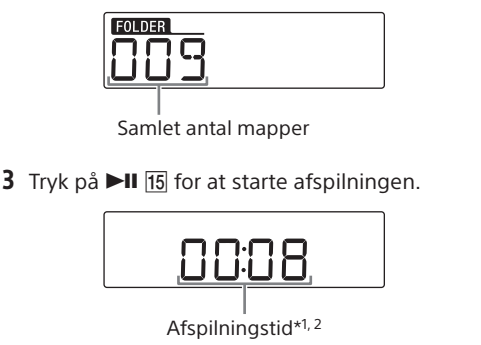 FOLDER
009
Samlet antal mapper
3 Tryk på ►II 15 for at starte afspilningen.
00:08
Afspilningstid*1, 2